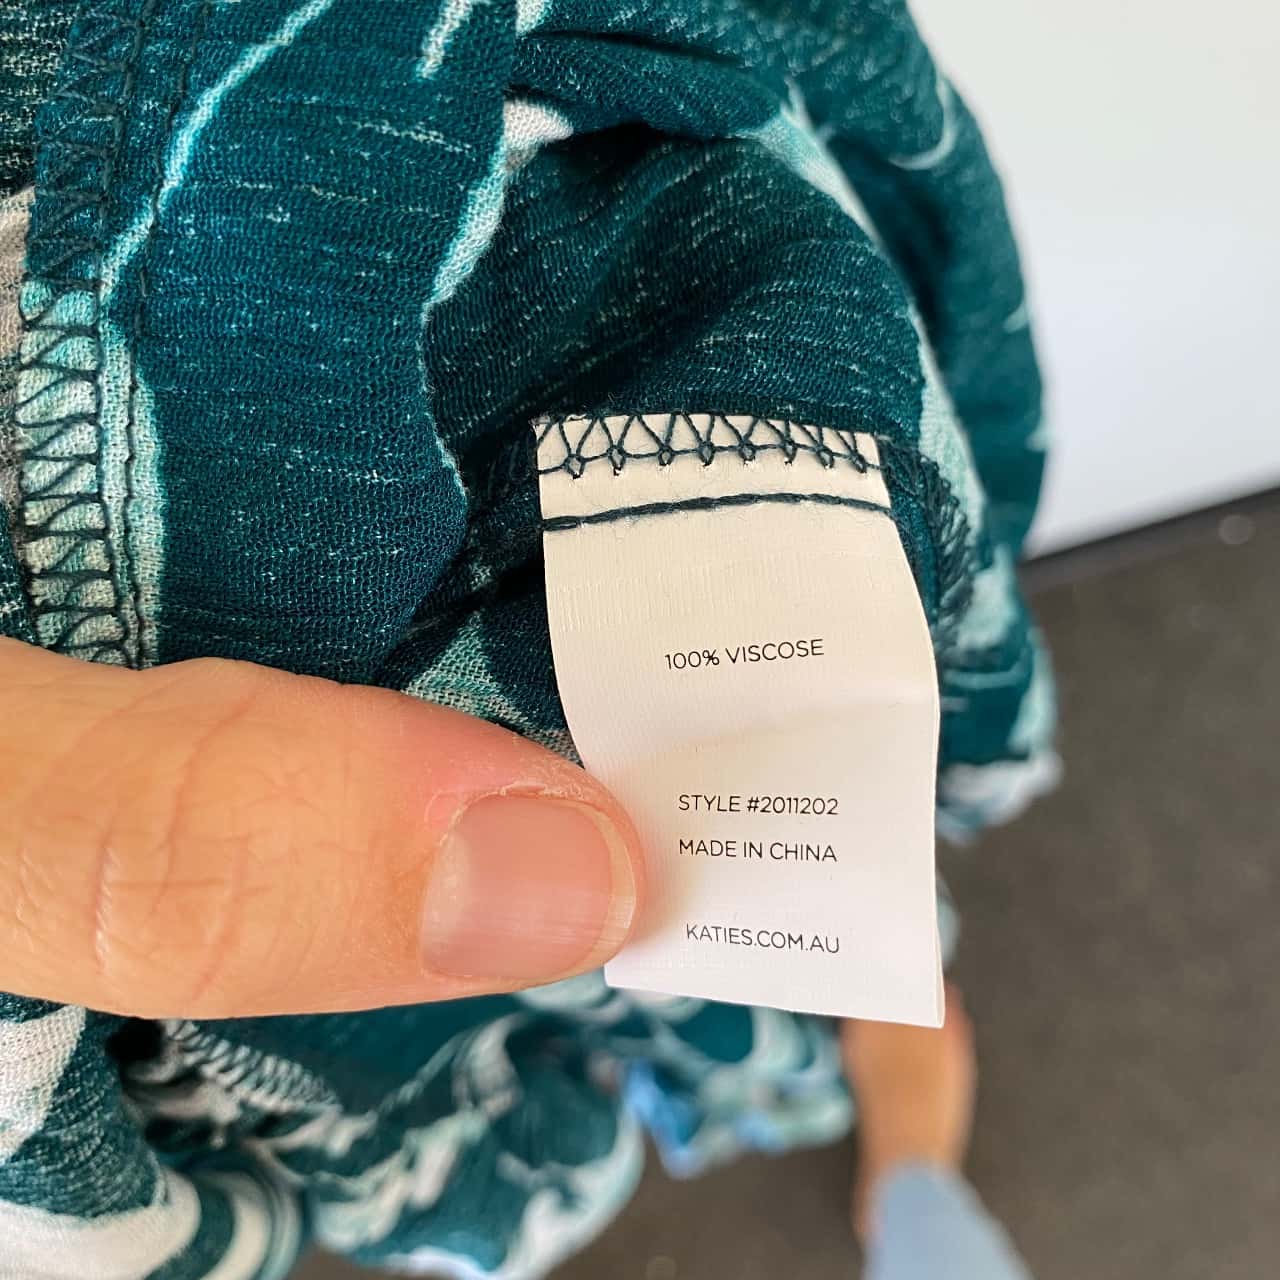 100% VISCOSE
STYLE #2011202
MADE IN CHINA
KATIES.COM.AU